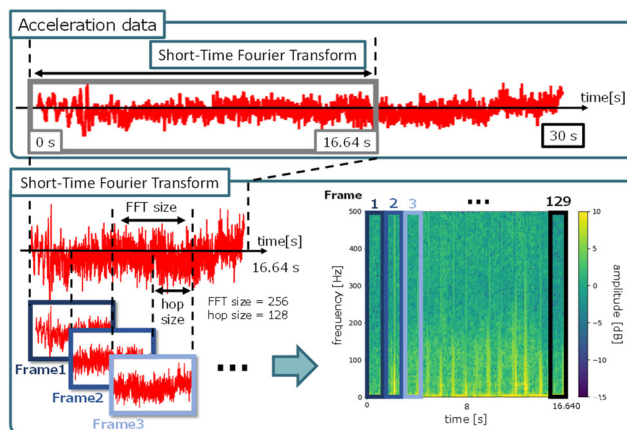 Acceleration data
Short-Time Fourier Transform
time[s]
0 s
16.64 s
30 s
Short-Time Fourier Transform
FFT size
time[s]
16.64 s
hop
size
FFT size = 256
hop size = 128
Frame1
Frame2
Frame3
...
Frame
1 2 3 ... 129
500
400
300
200
100
0
frequency [Hz]
0 8 16.640
time [s]
10
5
0
−5
−10
−15
amplitude [dB]